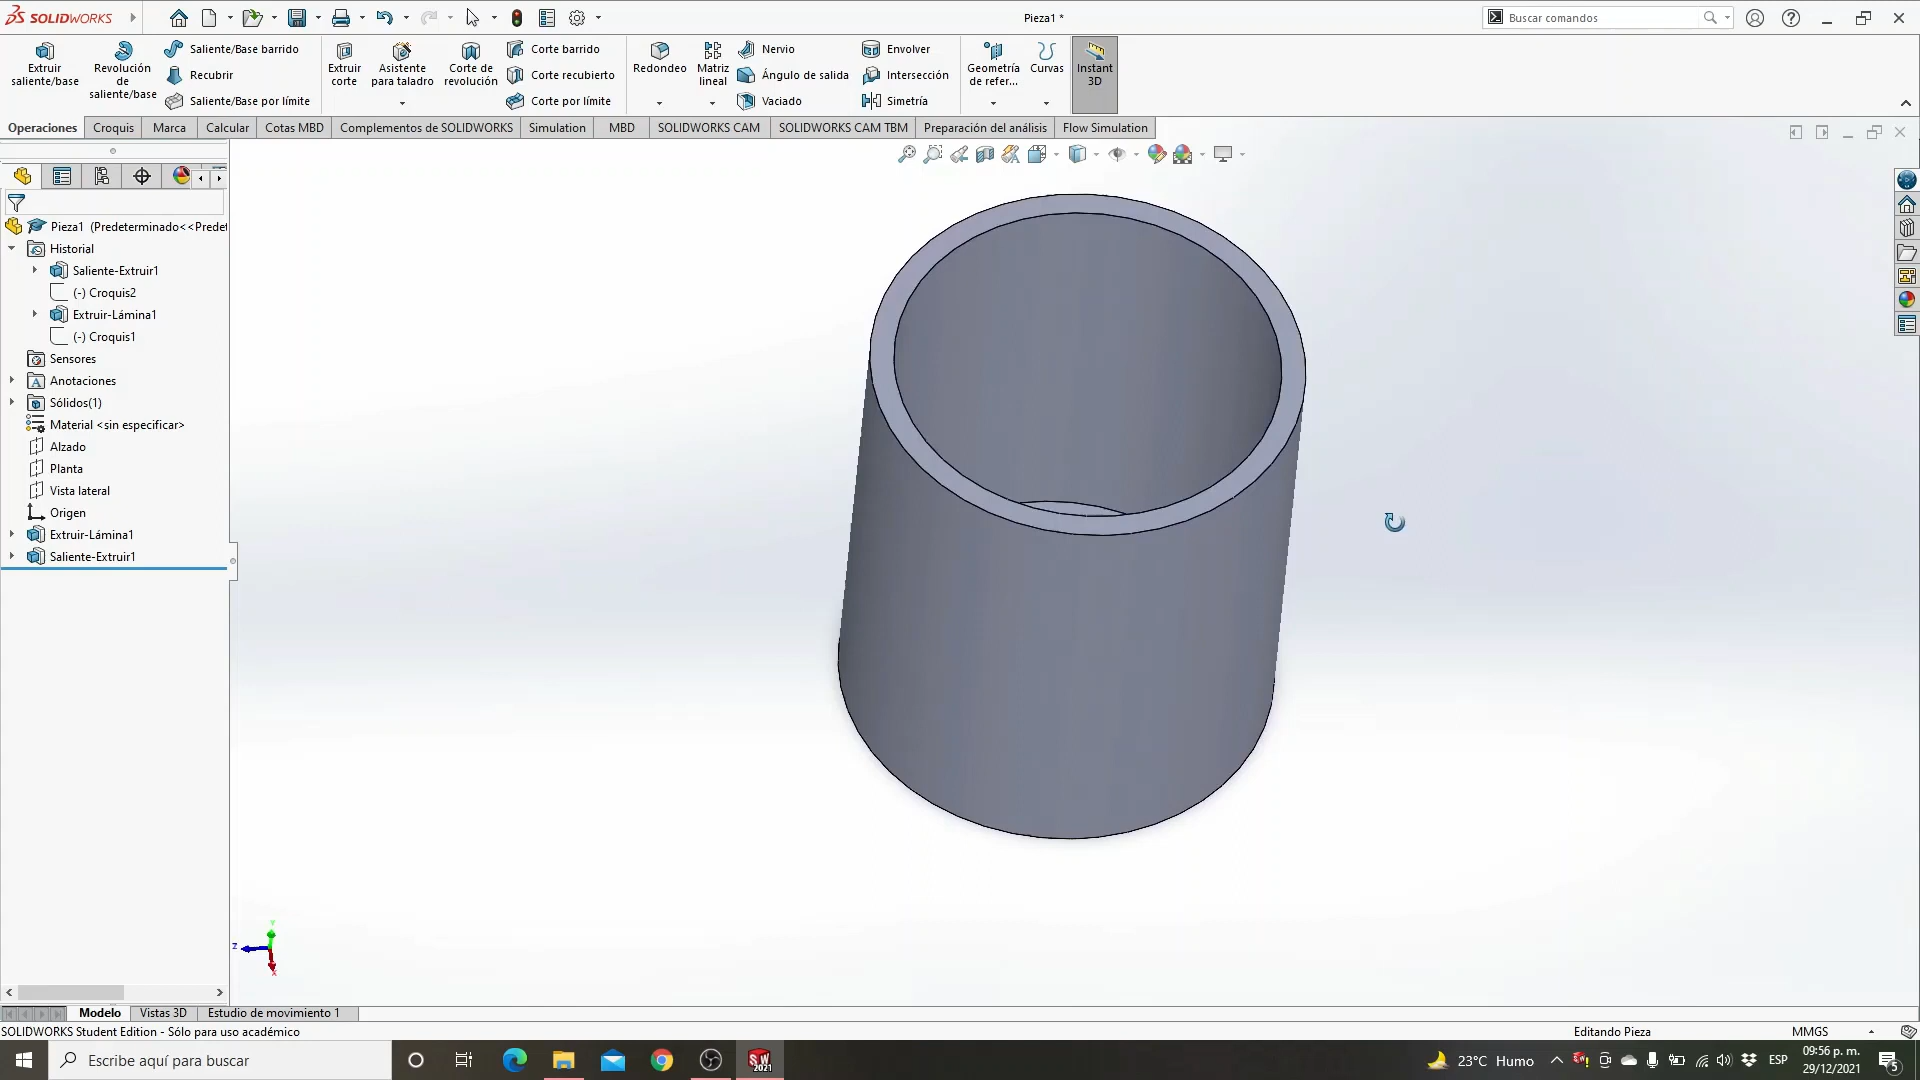 SOLIDWORKS
Pieza1 *
Buscar comandos
Extruir saliente/base
Revolución de saliente/base
Saliente/Base barrido
Recubrir
Saliente/Base por límite
Extruir corte
Asistente para taladro
Corte de revolución
Corte barrido
Corte recubierto
Corte por límite
Redondeo
Matriz lineal
Nervio
Ángulo de salida
Vaciado
Envolver
Intersección
Simetría
Geometría de refer...
Curvas
Instant 3D
Operaciones
Croquis
Marca
Calcular
Cotas MBD
Complementos de SOLIDWORKS
Simulation
MBD
SOLIDWORKS CAM
SOLIDWORKS CAM TBM
Preparación del análisis
Flow Simulation
Pieza1 (Predeterminado<<Predet
Historial
Saliente-Extruir1
(-) Croquis2
Extruir-Lámina1
(-) Croquis1
Sensores
Anotaciones
Sólidos(1)
Material <sin especificar>
Alzado
Planta
Vista lateral
Origen
Extruir-Lámina1
Saliente-Extruir1
Y
Z
X
Modelo
Vistas 3D
Estudio de movimiento 1
SOLIDWORKS Student Edition - Sólo para uso académico
Editando Pieza
MMGS
Escribe aquí para buscar
SW 2021
23°C Humo
ESP
09:56 p. m.
29/12/2021
5